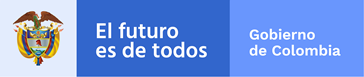 El futuro
es de todos
Gobierno
de Colombia